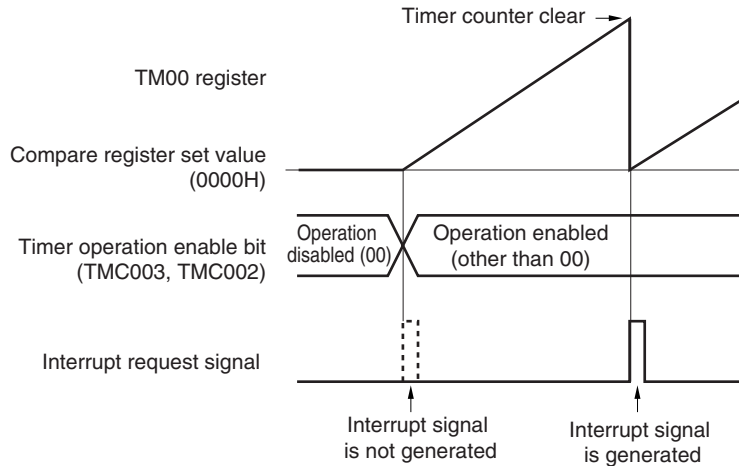 Timer counter clear
TM00 register
Compare register set value
(0000H)
Timer operation enable bit
(TMC003, TMC002)
Operation
disabled (00)
Operation enabled
(other than 00)
Interrupt request signal
Interrupt signal
is not generated
Interrupt signal
is generated